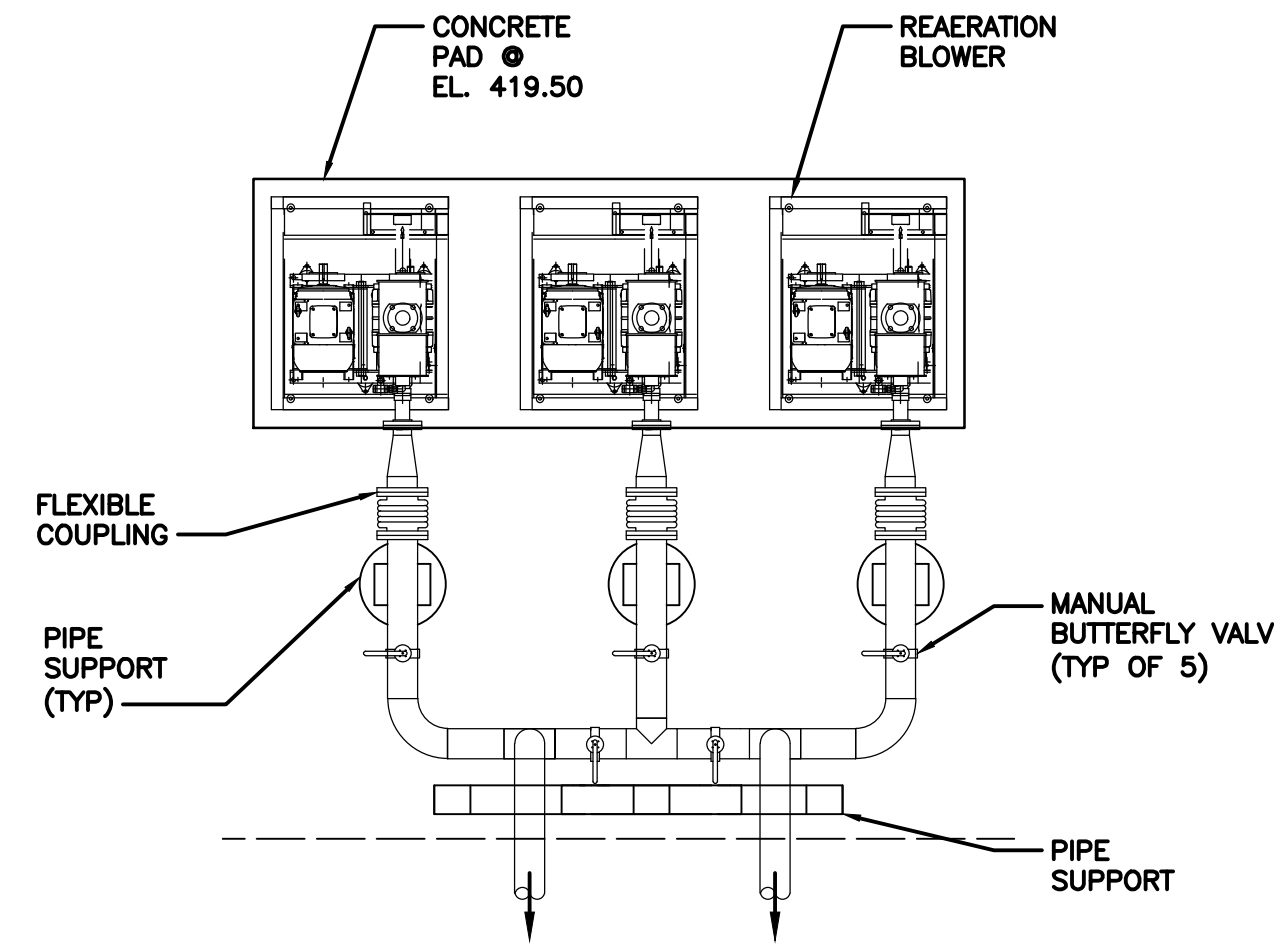 CONCRETE
PAD @
EL. 419.50
REAERATION
BLOWER
FLEXIBLE
COUPLING
PIPE
SUPPORT
(TYP)
MANUAL
BUTTERFLY VALV
(TYP OF 5)
PIPE
SUPPORT